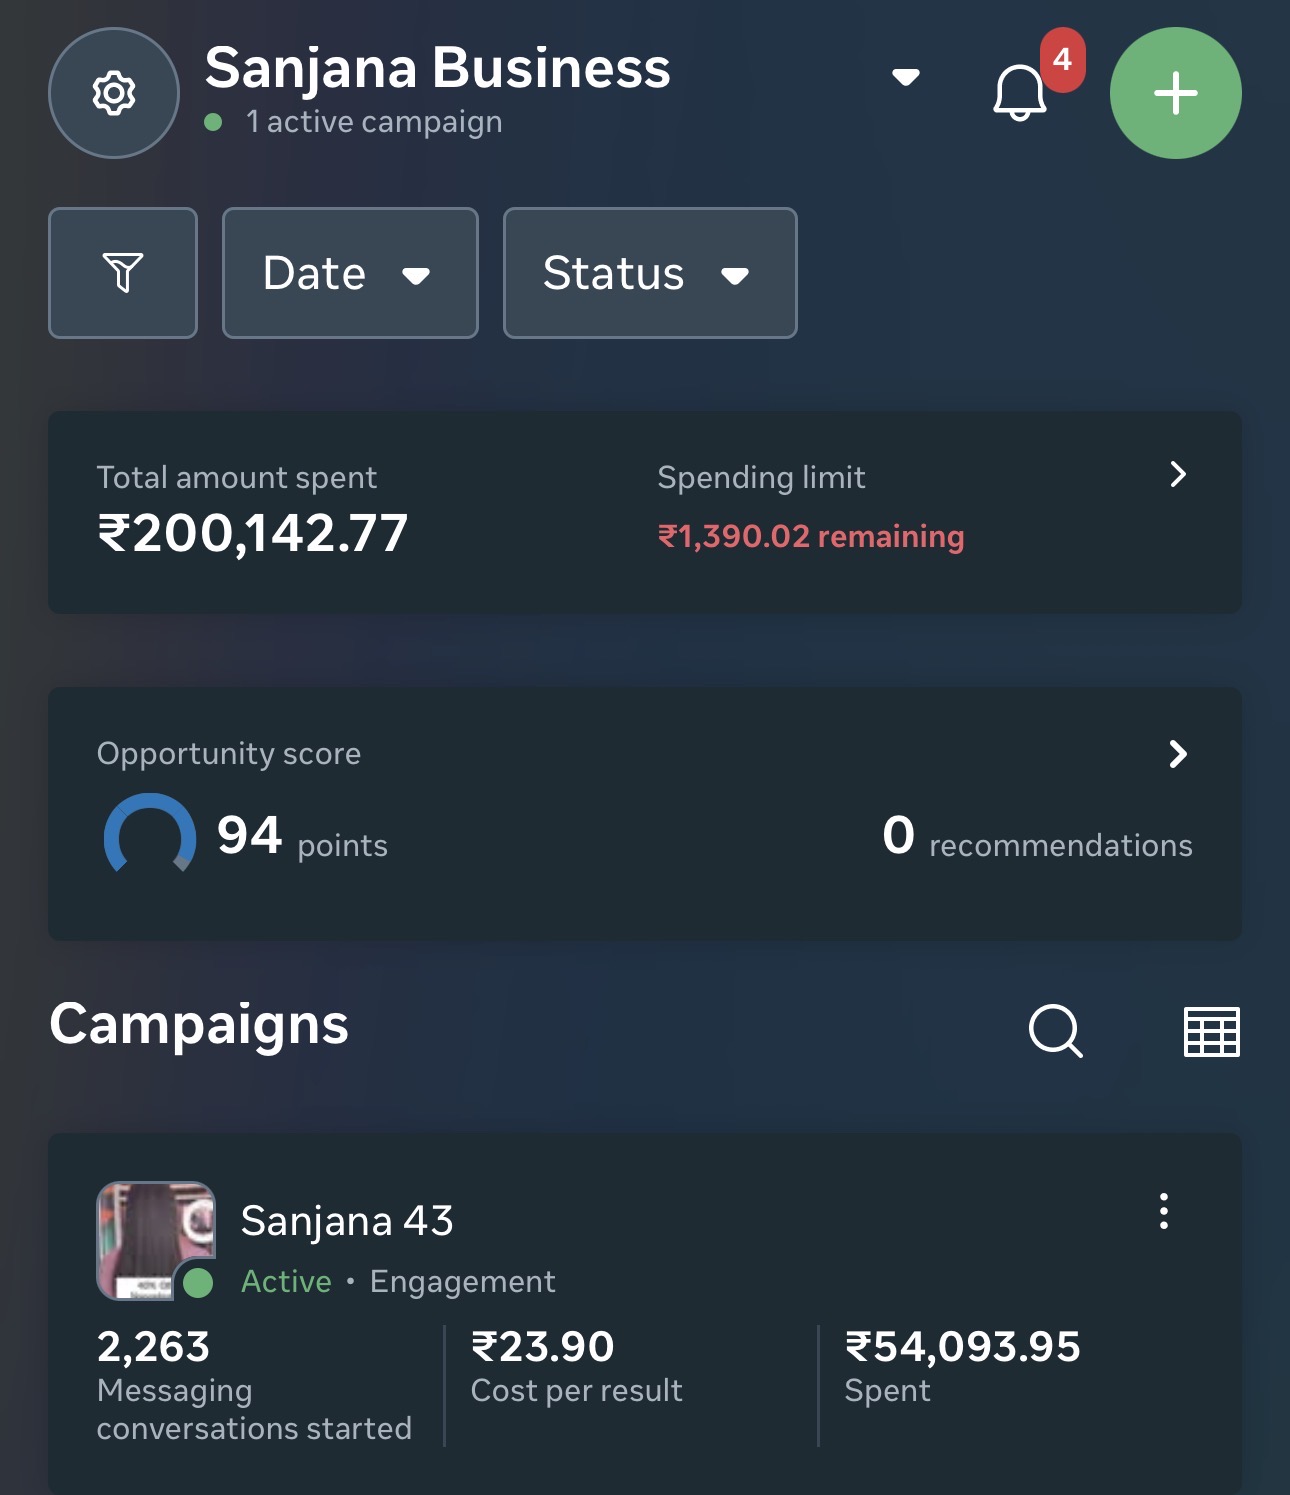 Sanjana Business
1 active campaign
4
Date
Status
Total amount spent
₹200,142.77
Spending limit
₹1,390.02 remaining
Opportunity score
94 points
0 recommendations
Campaigns
Sanjana 43
Active • Engagement
2,263
Messaging
conversations started
₹23.90
Cost per result
₹54,093.95
Spent